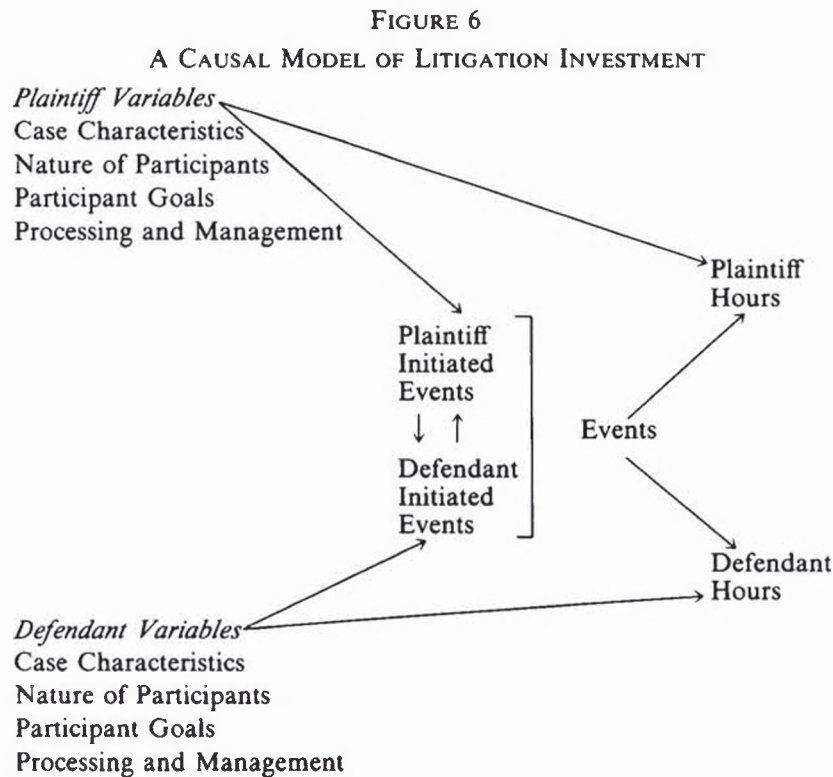 FIGURE 6
A CAUSAL MODEL OF LITIGATION INVESTMENT
Plaintiff Variables
Case Characteristics
Nature of Participants
Participant Goals
Processing and Management
Plaintiff
Hours
Plaintiff
Initiated
Events
Events
Defendant
Initiated
Events
Defendant
Hours
Defendant Variables
Case Characteristics
Nature of Participants
Participant Goals
Processing and Management